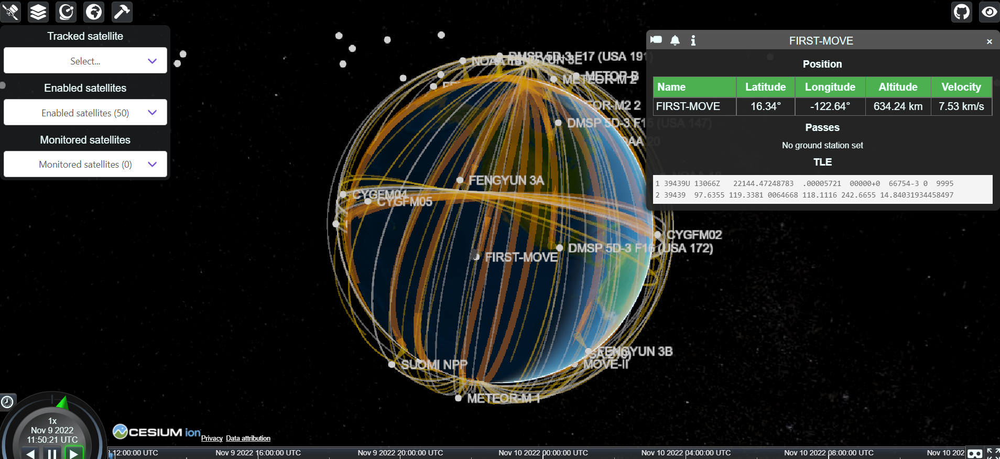 Tracked satellite
Select...
Enabled satellites
Enabled satellites (50)
Monitored satellites
Monitored satellites (0)
DMSP 5D-3 F17 (USA 191)
NOAA
FENGYUN 3E
METOP-B
METEOR-M 2
EOR-M2 2
DMSP 5D-3 F15 (USA 147)
NOAA 20
FENGYUN 3A
CYGFM04
CYGFM05
CYGFM02
DMSP 5D-3 F16 (USA 172)
FIRST-MOVE
FENGYUN 3B
MOVE-II
SUOMI NPP
METEOR-M 1
FIRST-MOVE
×
Position
Name Latitude Longitude Altitude Velocity
FIRST-MOVE 16.34° -122.64° 634.24 km 7.53 km/s
Passes
No ground station set
TLE
1 39439U 13066Z   22144.47248783  .00005721  00000+0  66754-3 0  9995
2 39439  97.6355 119.3381 0064668 118.1116 242.6655 14.84031934458497
1x
Nov 9 2022
11:50:21 UTC
CESIUM ion
Privacy Data attribution
12:00:00 UTC Nov 9 2022 16:00:00 UTC Nov 9 2022 20:00:00 UTC Nov 10 2022 00:00:00 UTC Nov 10 2022 04:00:00 UTC Nov 10 2022 08:00:00 UTC Nov 10 202